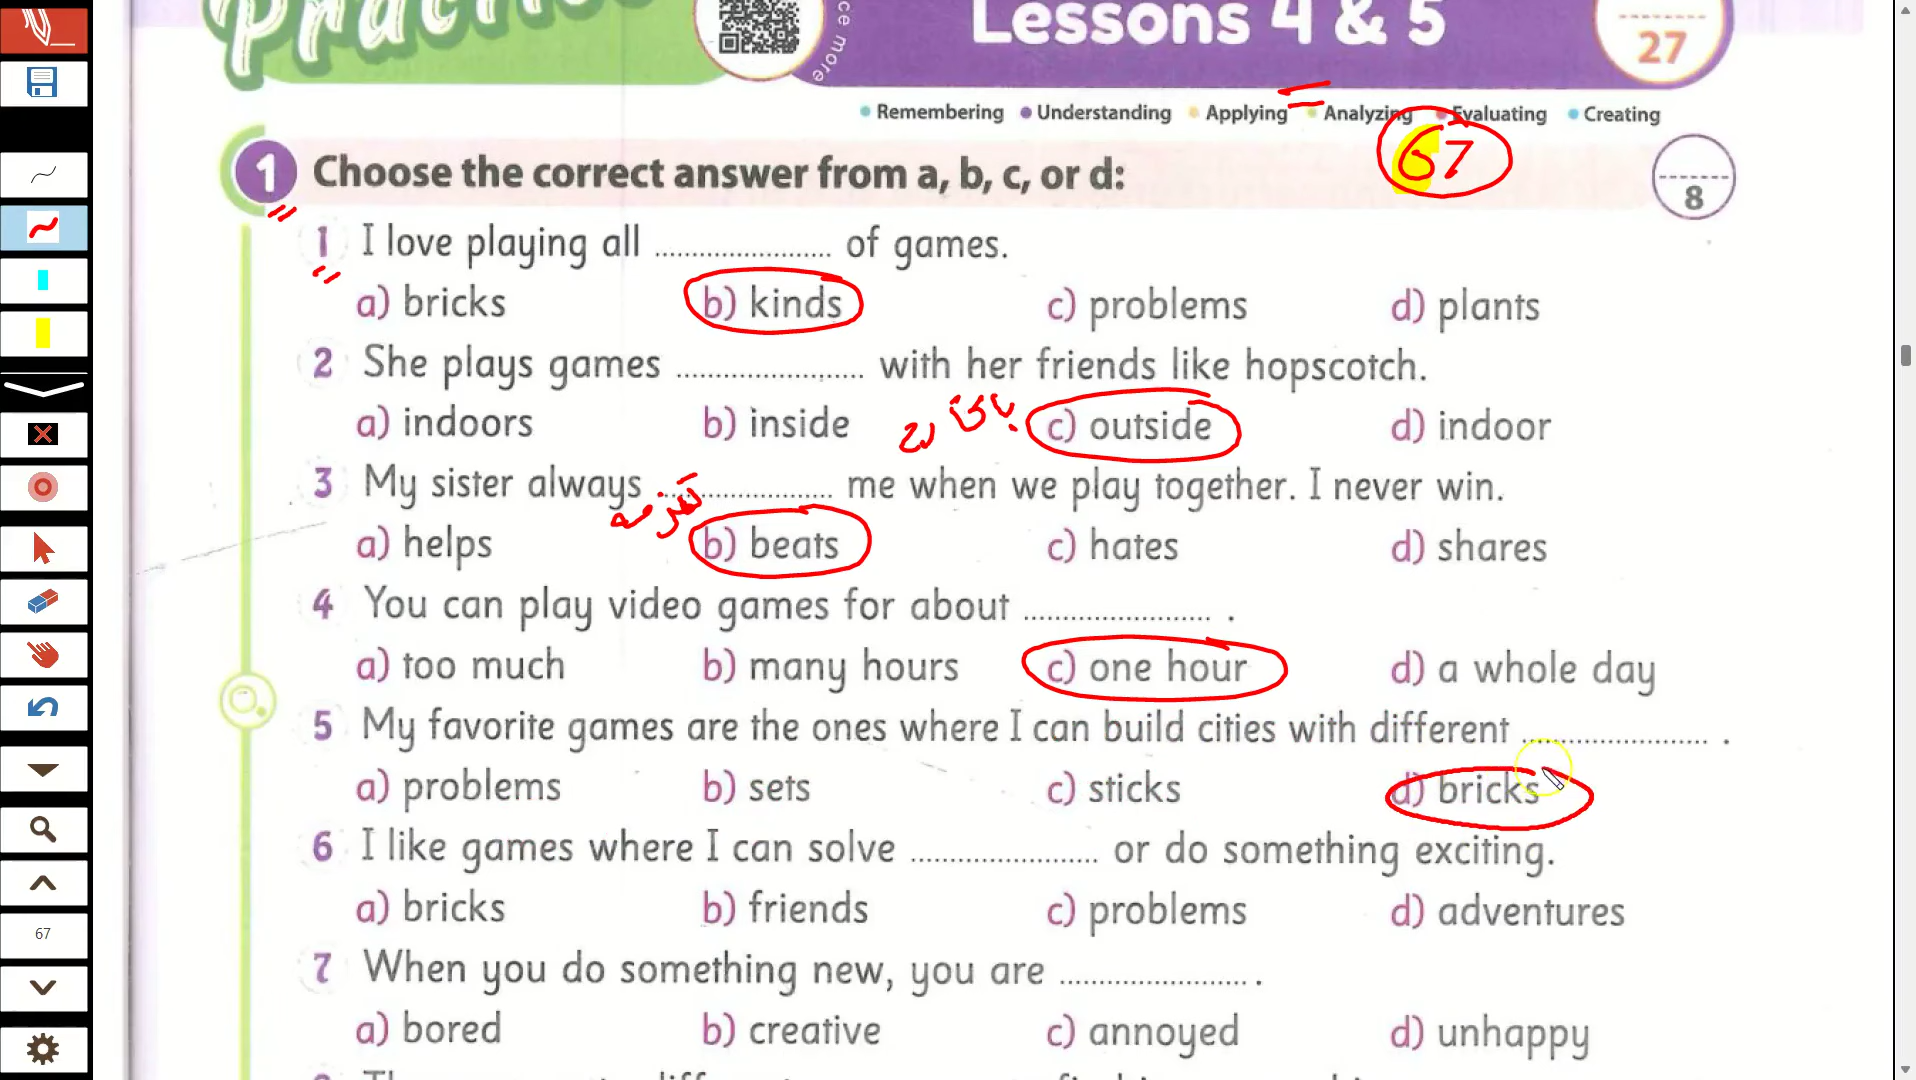 Practice
ce more
Lessons 4 & 5
27
Remembering Understanding Applying Analyzing Evaluating Creating
67
1 Choose the correct answer from a, b, c, or d:
8
1 I love playing all ........................ of games.
a) bricks b) kinds c) problems d) plants
2 She plays games ......................... with her friends like hopscotch.
a) indoors b) inside c) outside d) indoor
3 My sister always ....................... me when we play together. I never win.
a) helps b) beats c) hates d) shares
4 You can play video games for about ......................... .
a) too much b) many hours c) one hour d) a whole day
5 My favorite games are the ones where I can build cities with different ......................... .
a) problems b) sets c) sticks d) bricks
6 I like games where I can solve ......................... or do something exciting.
a) bricks b) friends c) problems d) adventures
7 When you do something new, you are ......................... .
a) bored b) creative c) annoyed d) unhappy
67